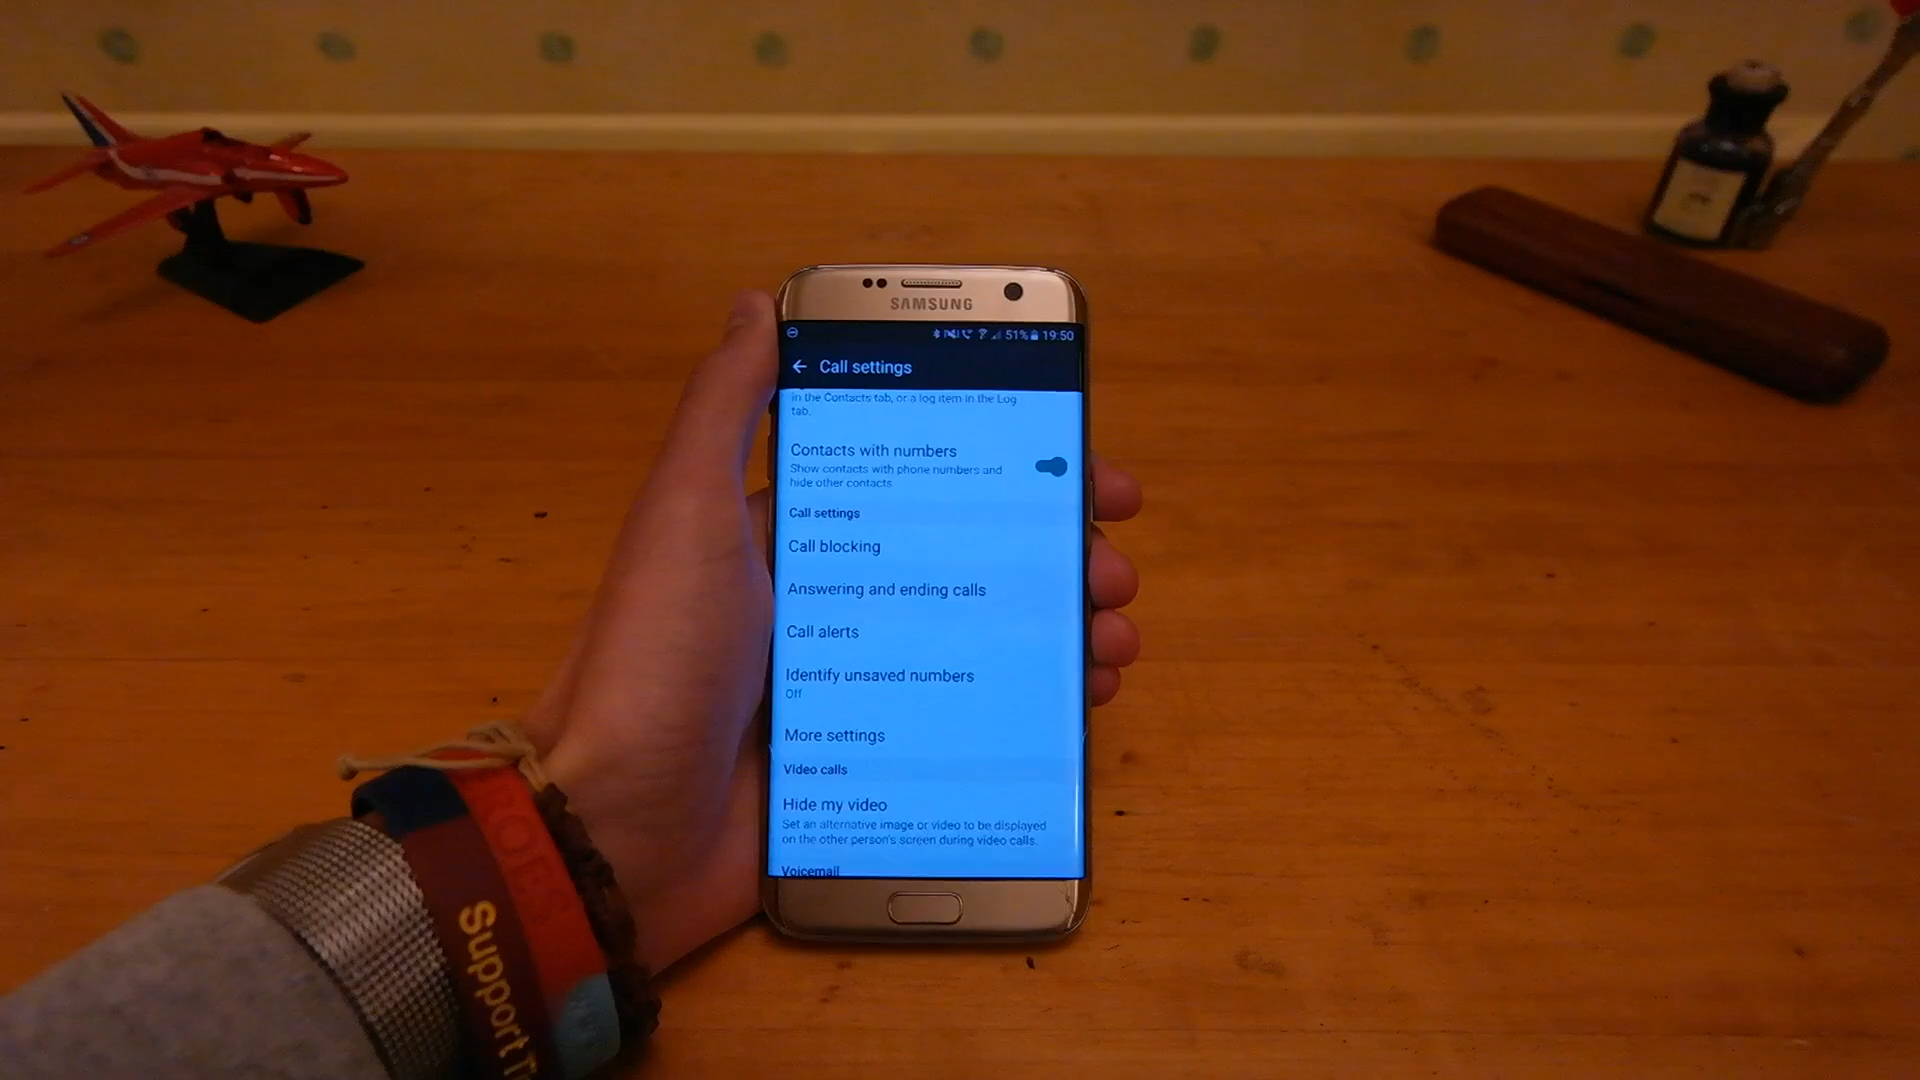 SAMSUNG
51% 19:50
Call settings
in the Contacts tab, or a log item in the Log
tab.
Contacts with numbers
Show contacts with phone numbers and
hide other contacts
Call settings
Call blocking
Answering and ending calls
Call alerts
Identify unsaved numbers
Off
More settings
Video calls
Hide my video
Set an alternative image or video to be displayed
on the other person's screen during video calls.
Voicemail
ROES
Support